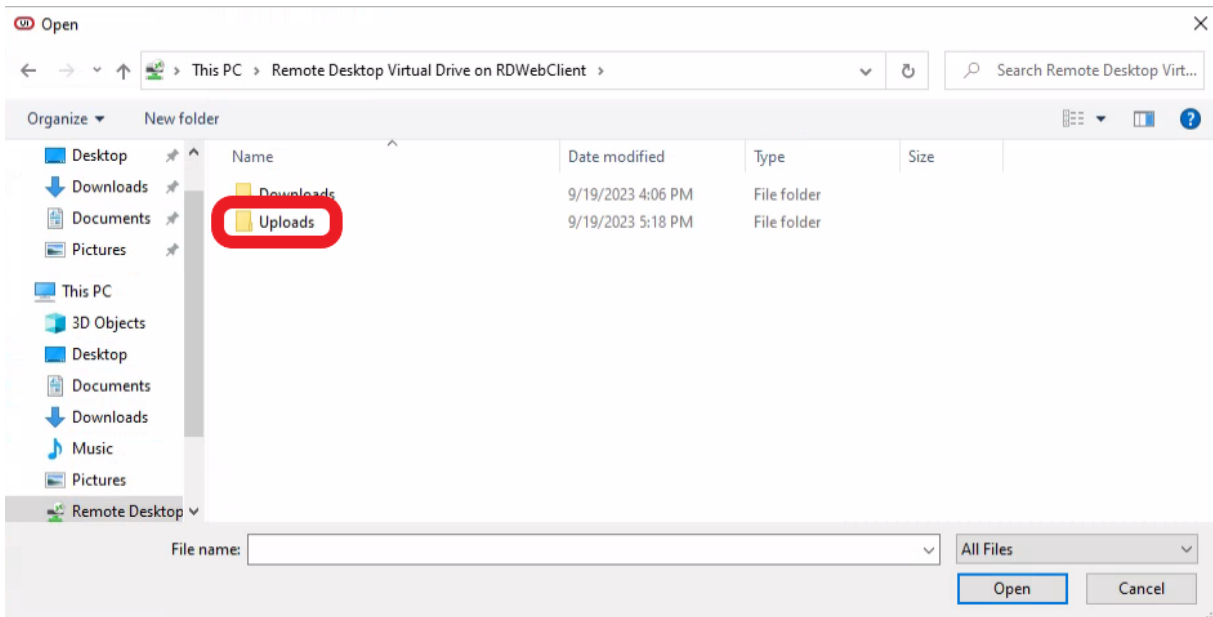 UI Open
This PC > Remote Desktop Virtual Drive on RDWebClient >
Search Remote Desktop Virt...
Organize
New folder
?
Desktop
Downloads
Documents
Pictures
This PC
3D Objects
Desktop
Documents
Downloads
Music
Pictures
Remote Desktop
Name Date modified Type Size
Downloads 9/19/2023 4:06 PM File folder
Uploads 9/19/2023 5:18 PM File folder
File name:
All Files
Open
Cancel